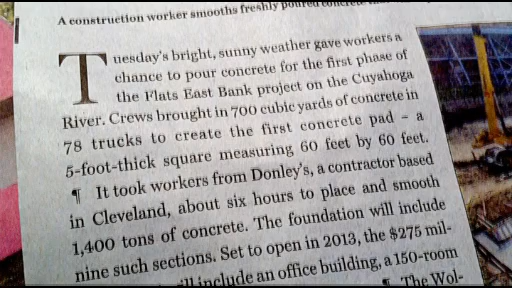 A construction worker smooths freshly poured concrete that
Tuesday's bright, sunny weather gave workers a
chance to pour concrete for the first phase of
the Flats East Bank project on the Cuyahoga
River. Crews brought in 700 cubic yards of concrete in
78 trucks to create the first concrete pad – a
5-foot-thick square measuring 60 feet by 60 feet.
¶ It took workers from Donley's, a contractor based
in Cleveland, about six hours to place and smooth
1,400 tons of concrete. The foundation will include
nine such sections. Set to open in 2013, the $275 mil-
will include an office building, a 150-room
¶ The Wol-